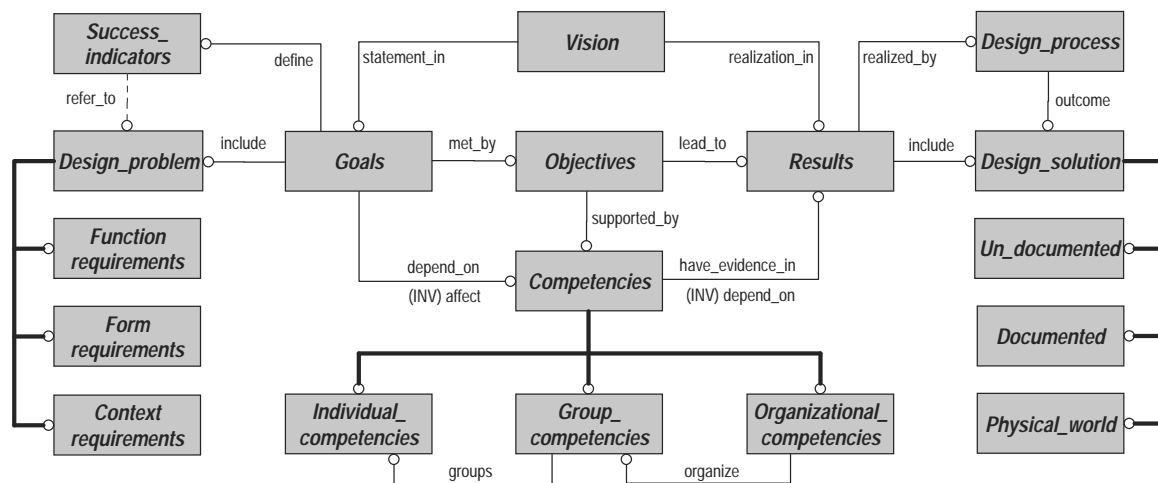 Success_
indicators
define
statement_in
Vision
realization_in
realized_by
Design_process
refer_to
outcome
Design_problem
include
Goals
met_by
Objectives
lead_to
Results
include
Design_solution
supported_by
Function
requirements
depend_on
(INV) affect
Competencies
have_evidence_in
(INV) depend_on
Un_documented
Form
requirements
Documented
Context
requirements
Individual_
competencies
Group_
competencies
Organizational_
competencies
Physical_world
groups
organize